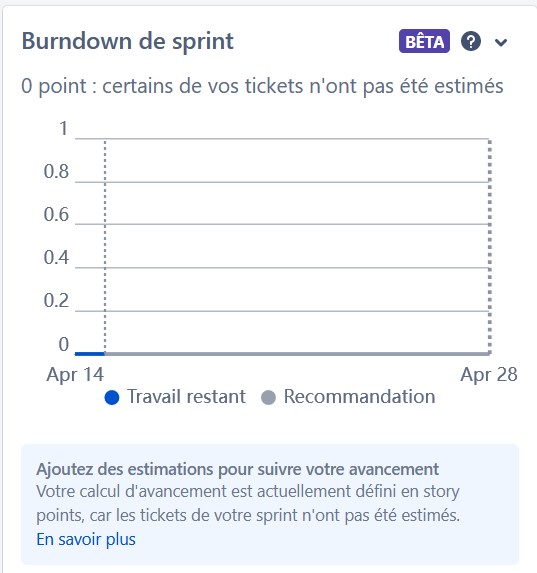 Burndown de sprint BÊTA ?
0 point : certains de vos tickets n'ont pas été estimés
1
0.8
0.6
0.4
0.2
0
Apr 14 Apr 28
Travail restant Recommandation
Ajoutez des estimations pour suivre votre avancement
Votre calcul d'avancement est actuellement défini en story
points, car les tickets de votre sprint n'ont pas été estimés.
En savoir plus